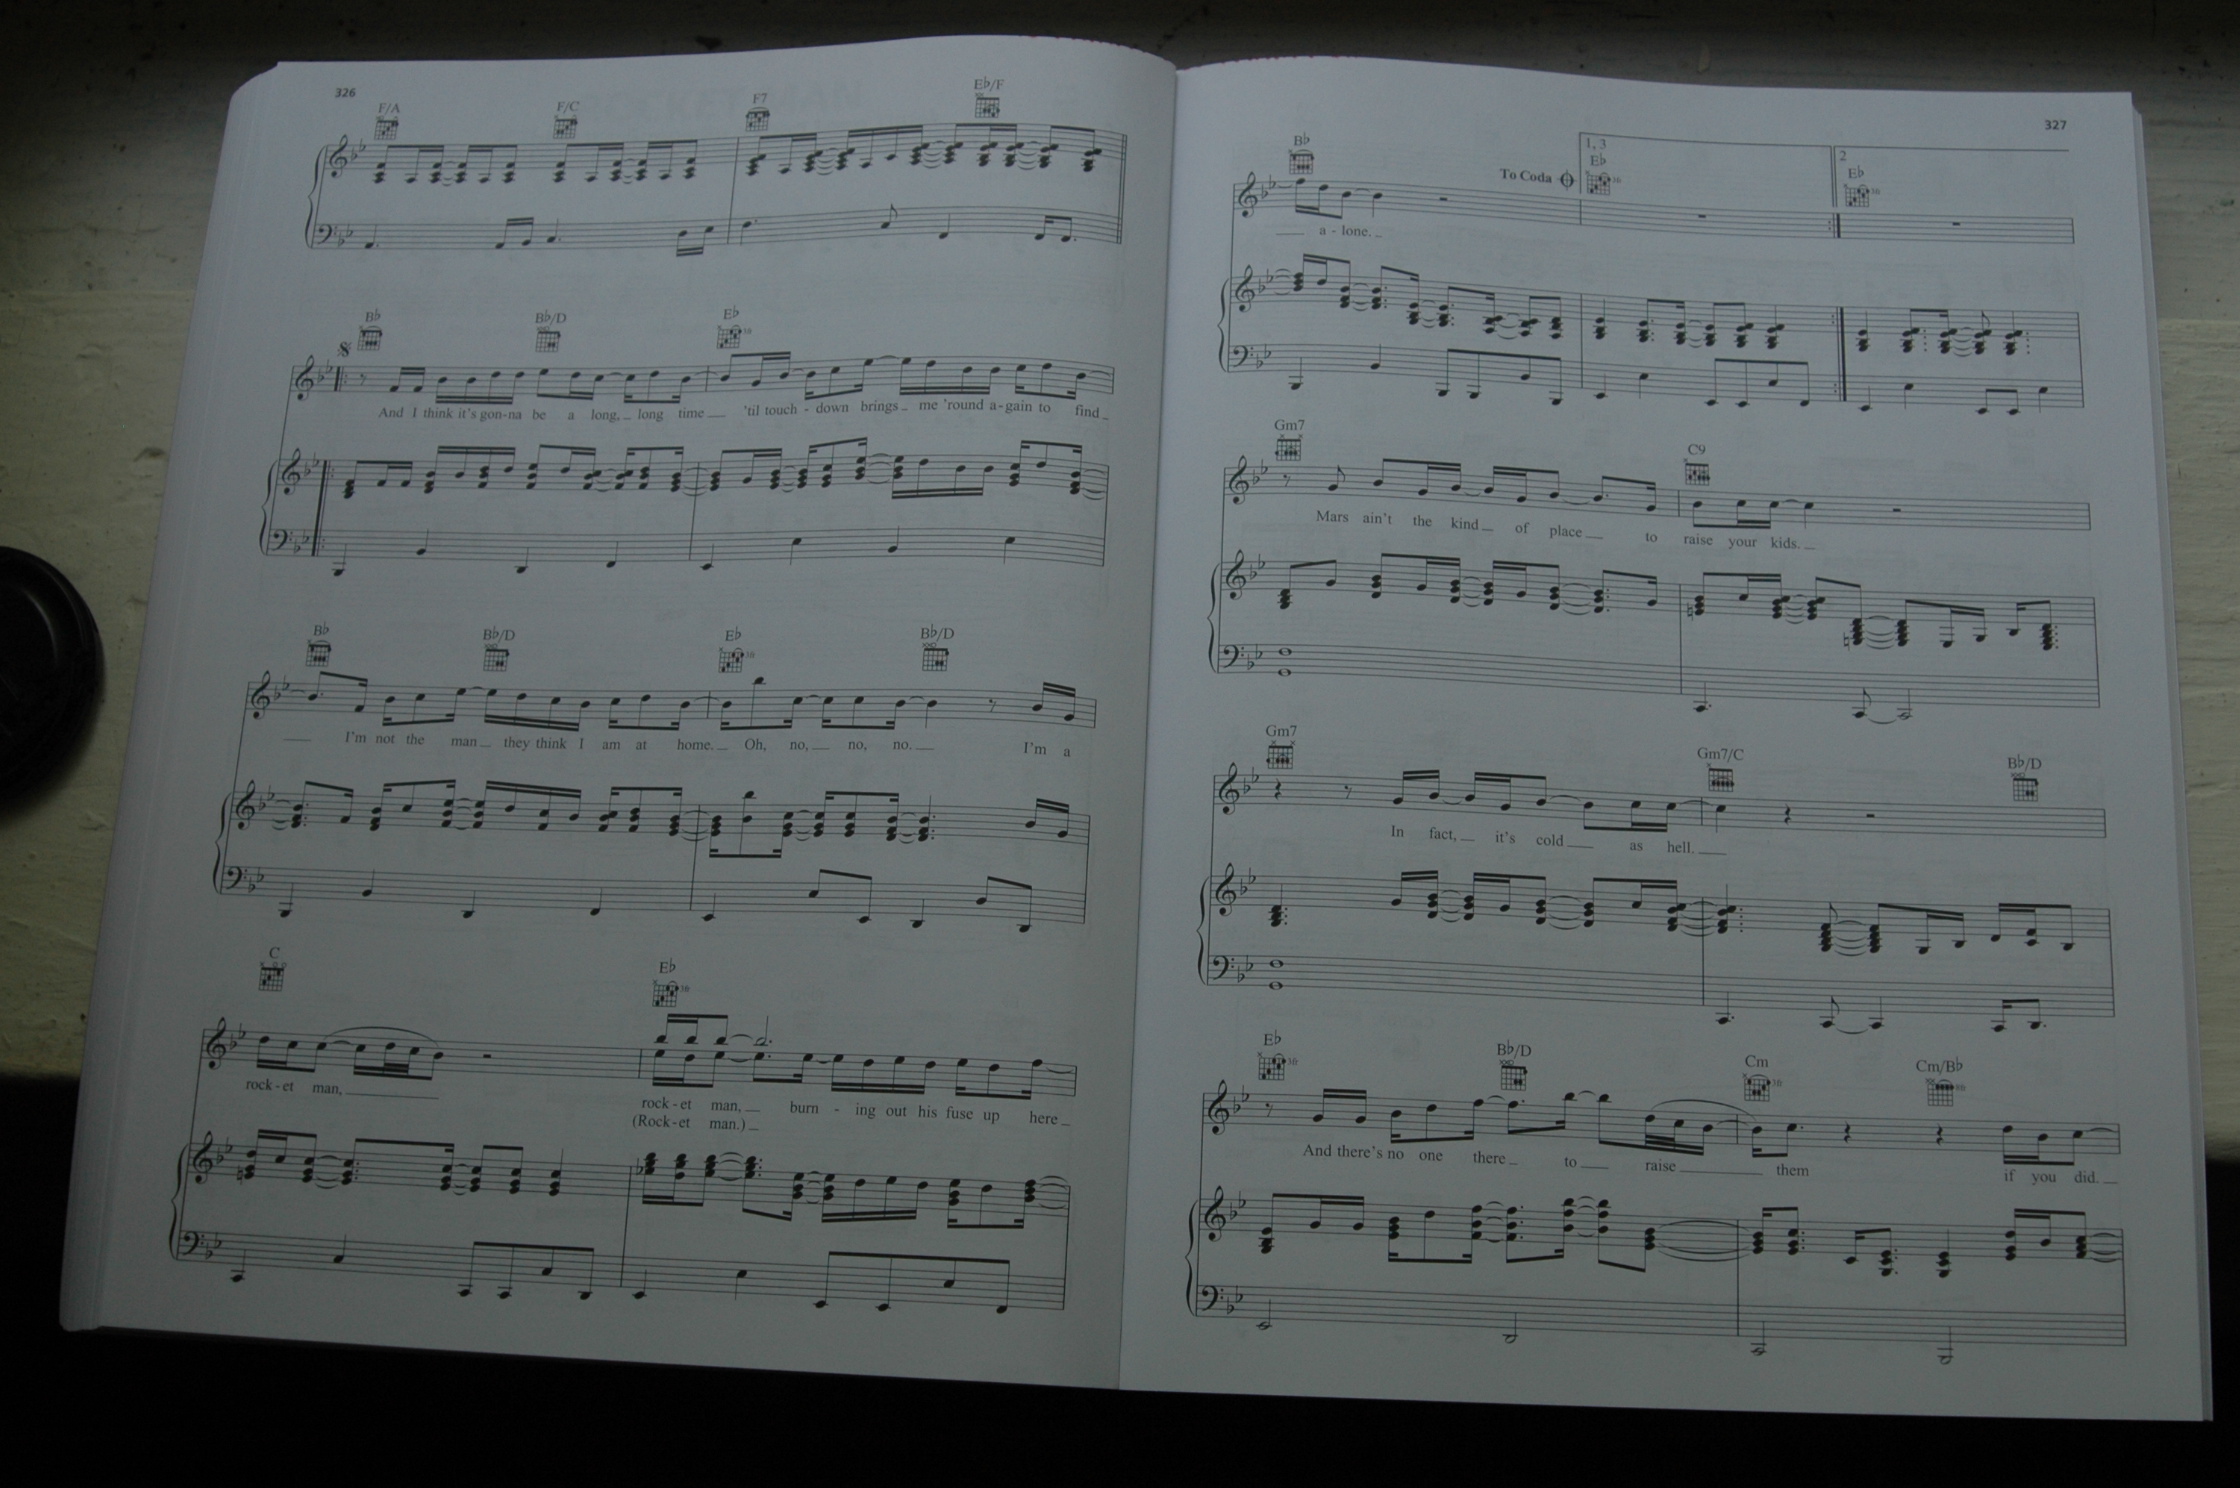 326
F/A F/C F7 E♭/F
B♭ B♭/D E♭
And I think it's gon-na be a long, long time 'til touch - down brings me 'round a-gain to find
B♭ B♭/D E♭ B♭/D
I'm not the man they think I am at home. Oh, no, no, no. I'm a
C E♭
rock-et man, rock-et man, burn - ing out his fuse up here
(Rock-et man.)
327
B♭ To Coda 1, 3 E♭ 2 E♭
a - lone.
Gm7 C9
Mars ain't the kind of place to raise your kids.
Gm7 Gm7/C B♭/D
In fact, it's cold as hell.
E♭ B♭/D Cm Cm/B♭
And there's no one there to raise them if you did.